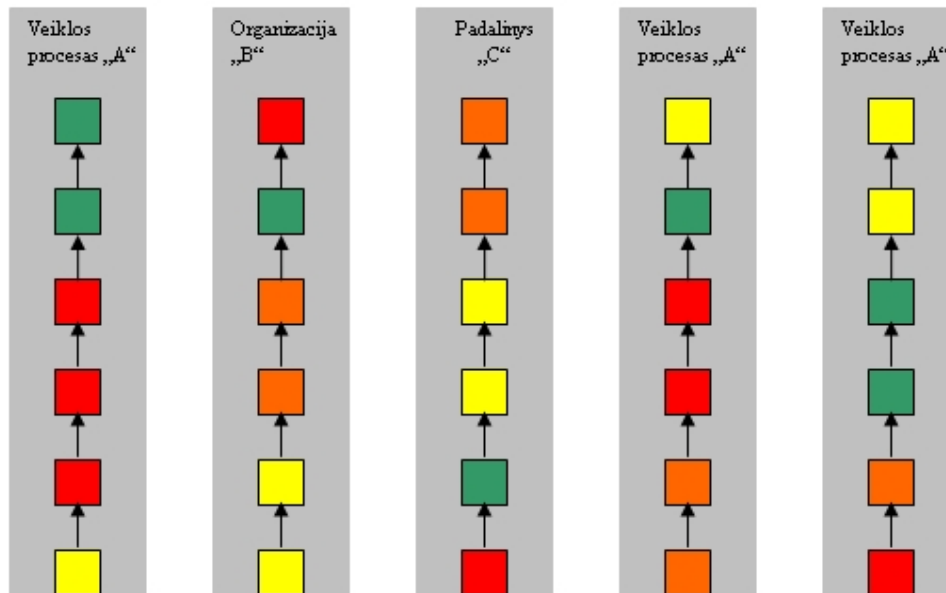 Veiklos
procesas „A“
Organizacija
„B“
Padalinys
„C“
Veiklos
procesas „A“
Veiklos
procesas „A“